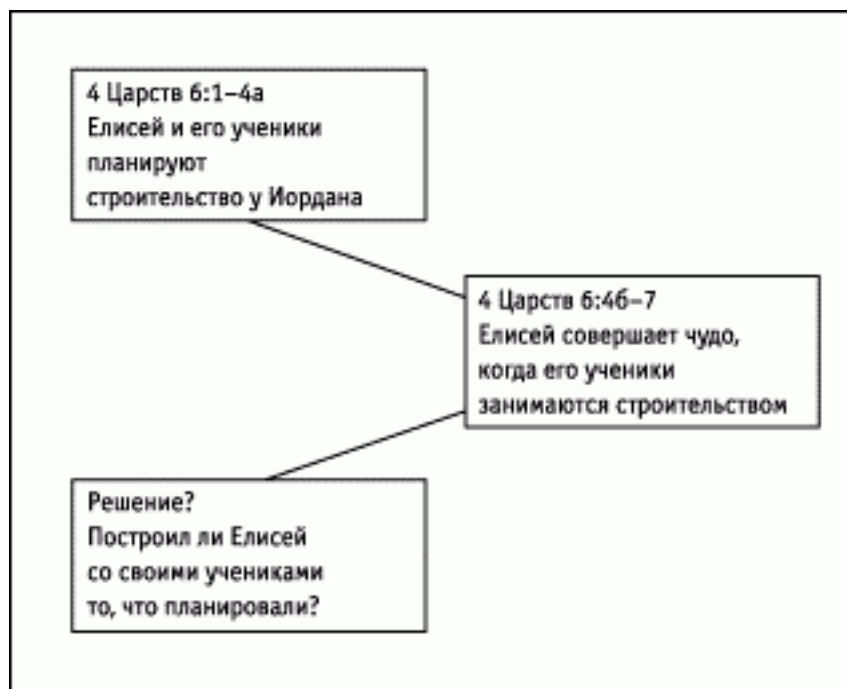 4 Царств 6:1–4а
Елисей и его ученики
планируют
строительство у Иордана
4 Царств 6:4б–7
Елисей совершает чудо,
когда его ученики
занимаются строительством
Решение?
Построил ли Елисей
со своими учениками
то, что планировали?